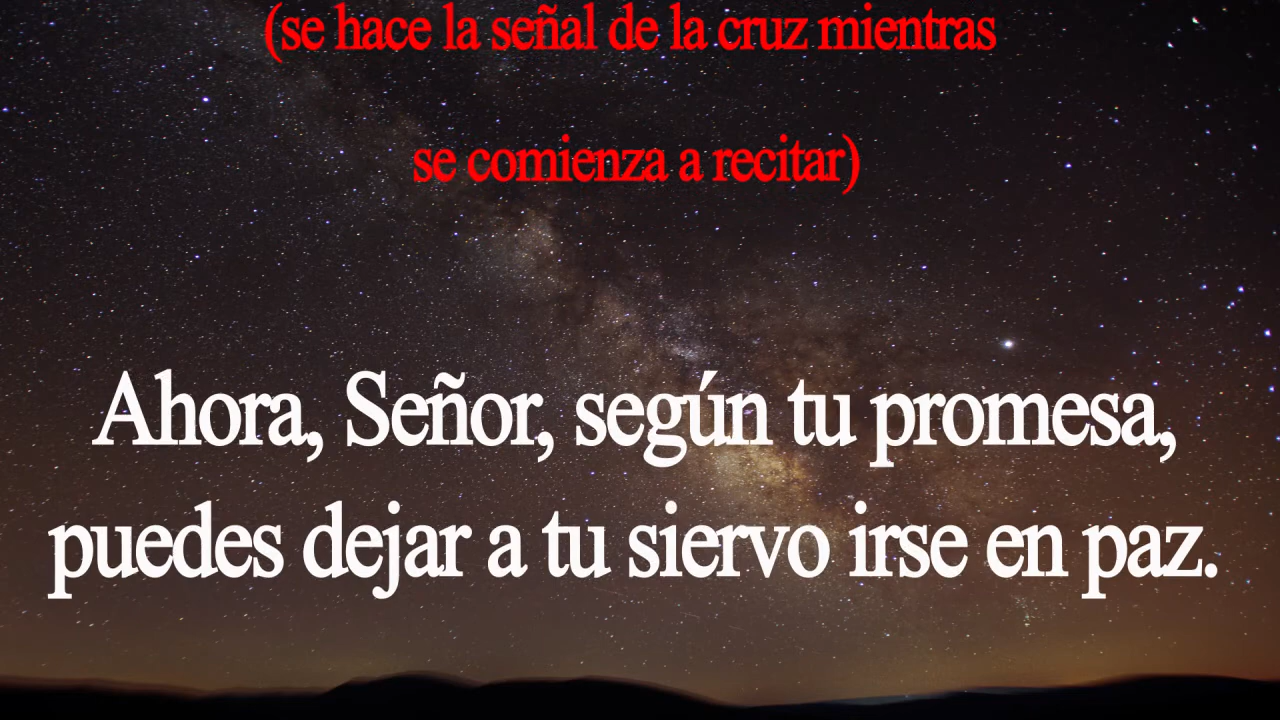 (se hace la señal de la cruz mientras
se comienza a recitar)
Ahora, Señor, según tu promesa,
puedes dejar a tu siervo irse en paz.